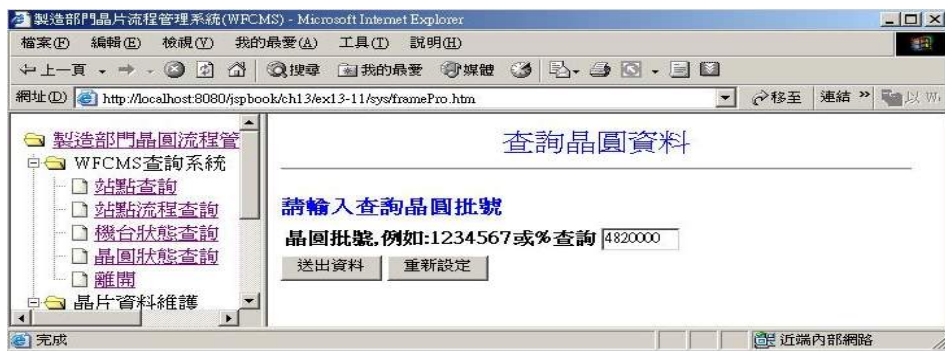 製造部門晶片流程管理系統(WFCMS) - Microsoft Internet Explorer
檔案(F) 編輯(E) 檢視(V) 我的最愛(A) 工具(T) 說明(H)
上一頁 搜尋 我的最愛 媒體
網址(D) http://localhost:8080/jspbook/ch13/ex13-11/sys/framePro.htm 移至 連結 »
製造部門晶圓流程管
WFCMS查詢系統
站點查詢
站點流程查詢
機台狀態查詢
晶圓狀態查詢
離開
晶片資料維護
查詢晶圓資料
請輸入查詢晶圓批號
晶圓批號,例如:1234567或%查詢 4820000
送出資料 重新設定
完成 近端內部網路